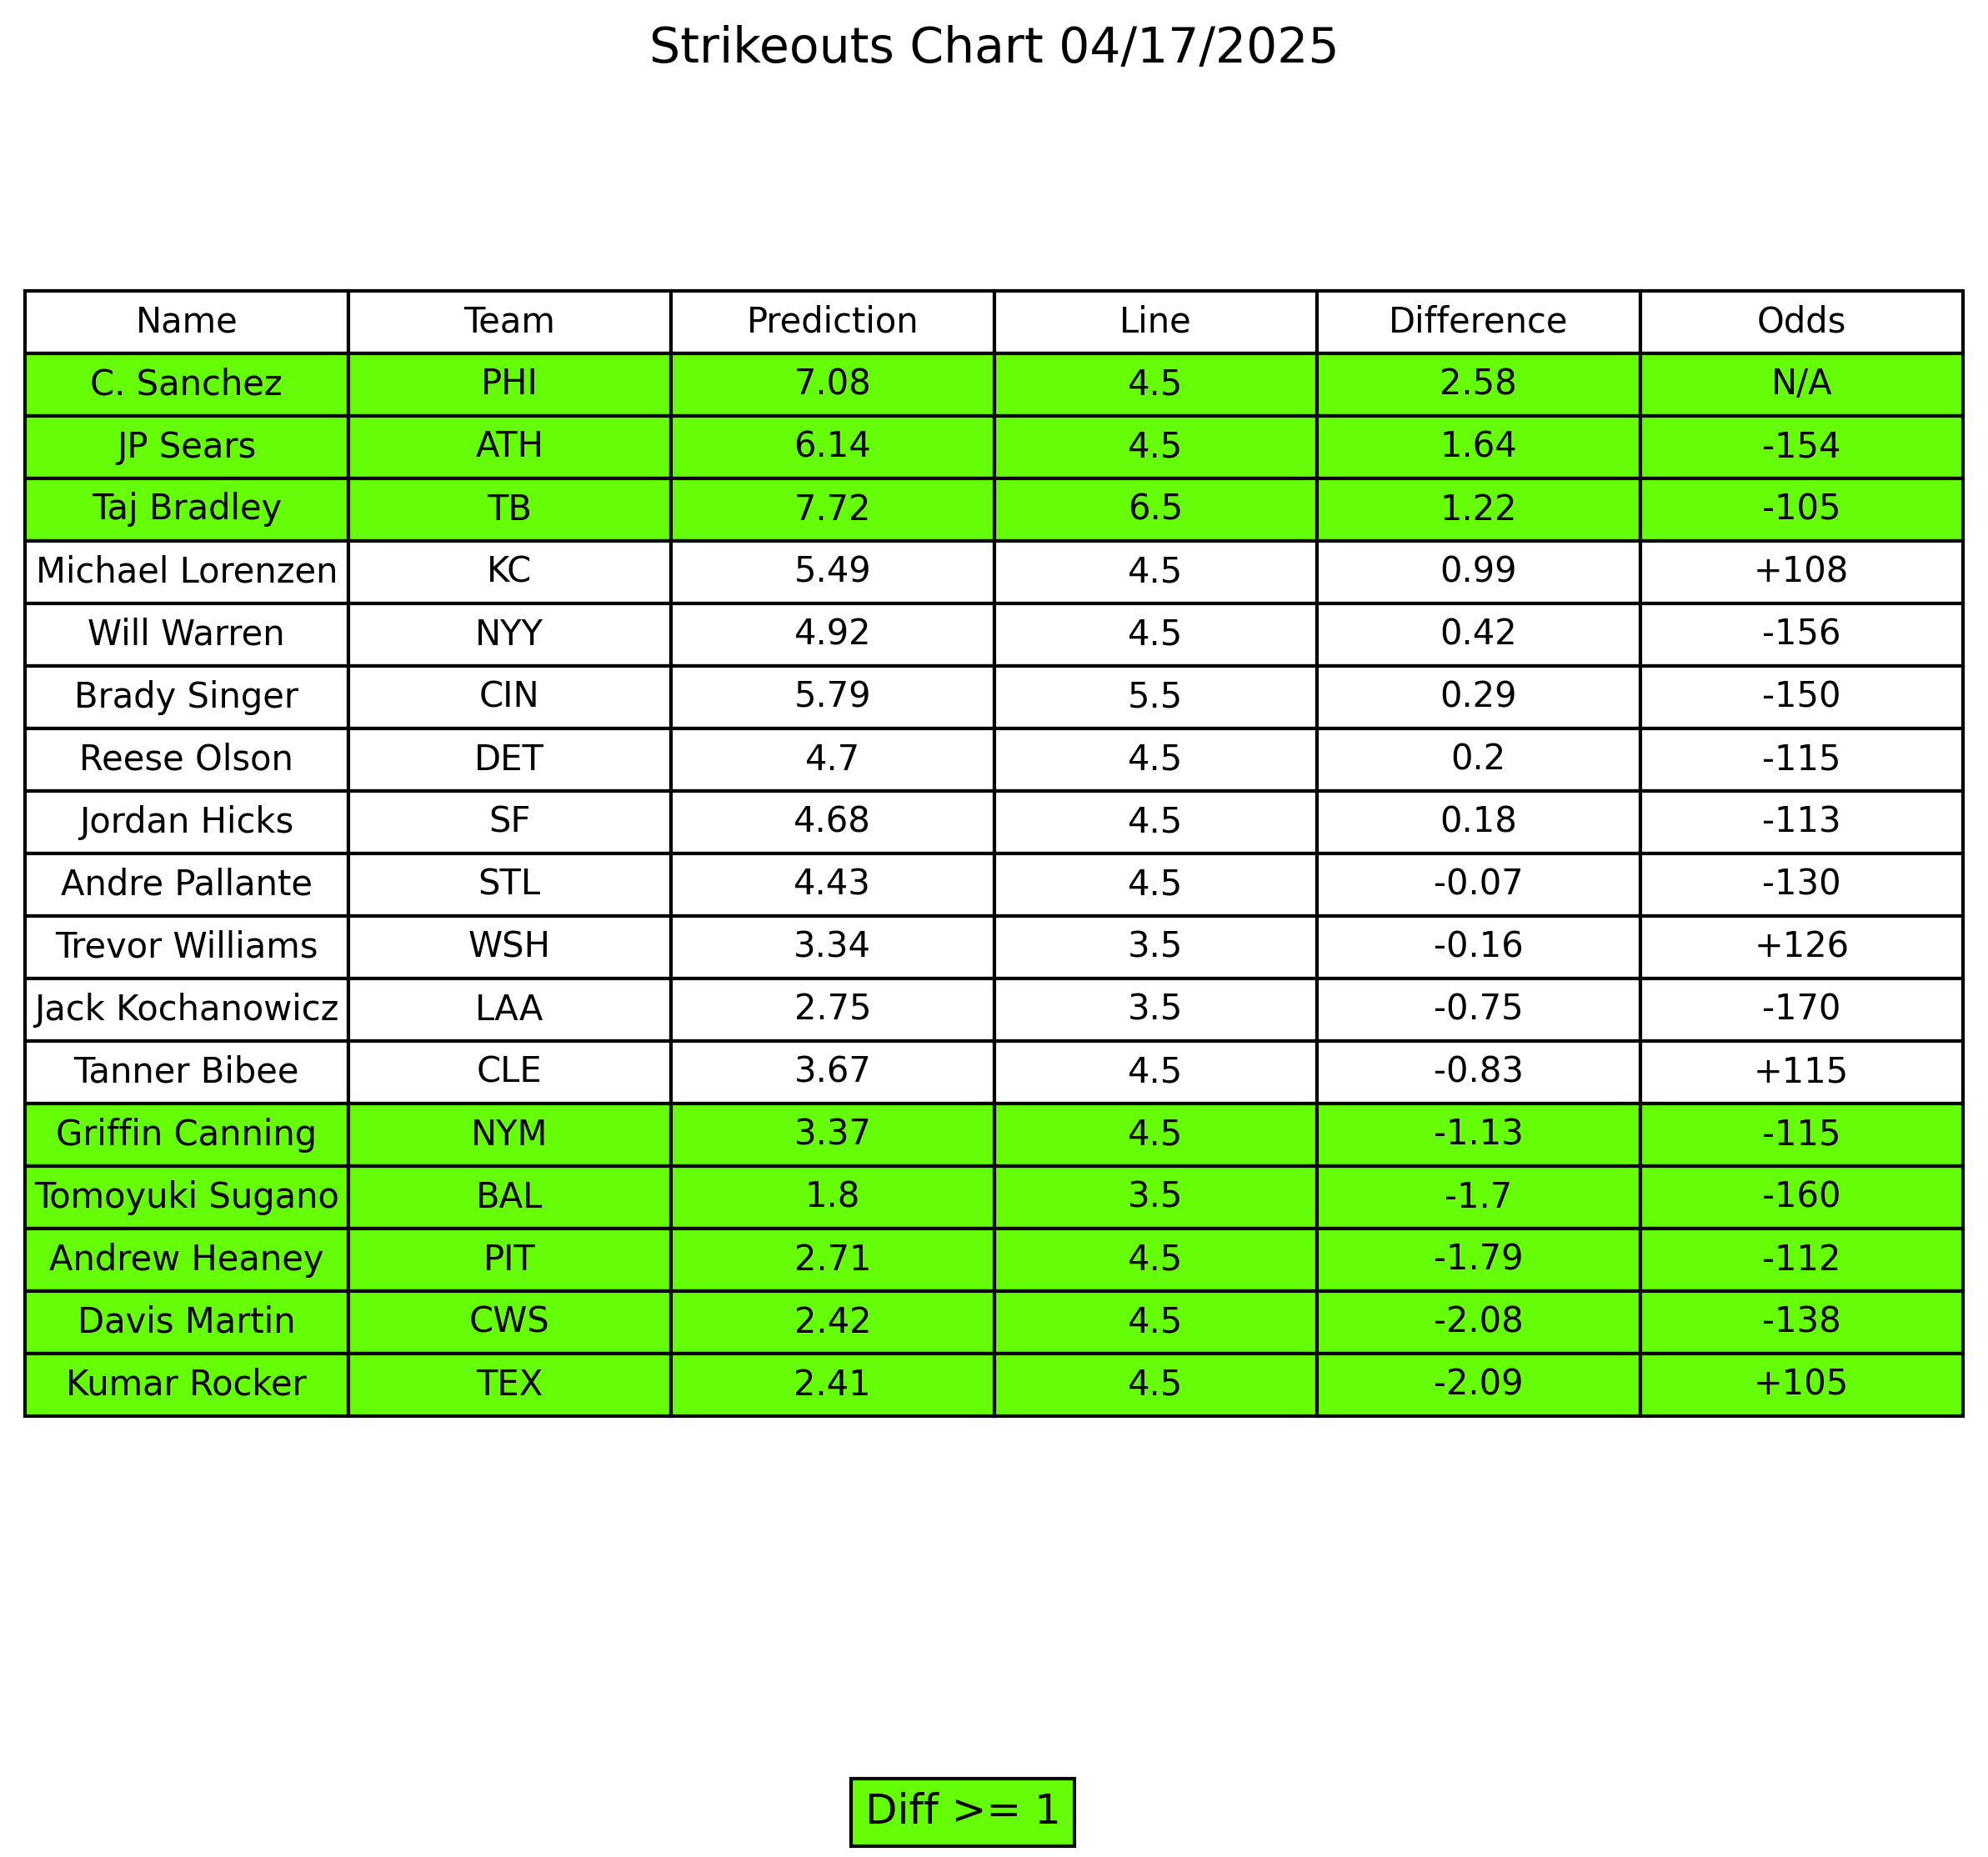 Strikeouts Chart 04/17/2025
Name Team Prediction Line Difference Odds
C. Sanchez PHI 7.08 4.5 2.58 N/A
JP Sears ATH 6.14 4.5 1.64 -154
Taj Bradley TB 7.72 6.5 1.22 -105
Michael Lorenzen KC 5.49 4.5 0.99 +108
Will Warren NYY 4.92 4.5 0.42 -156
Brady Singer CIN 5.79 5.5 0.29 -150
Reese Olson DET 4.7 4.5 0.2 -115
Jordan Hicks SF 4.68 4.5 0.18 -113
Andre Pallante STL 4.43 4.5 -0.07 -130
Trevor Williams WSH 3.34 3.5 -0.16 +126
Jack Kochanowicz LAA 2.75 3.5 -0.75 -170
Tanner Bibee CLE 3.67 4.5 -0.83 +115
Griffin Canning NYM 3.37 4.5 -1.13 -115
Tomoyuki Sugano BAL 1.8 3.5 -1.7 -160
Andrew Heaney PIT 2.71 4.5 -1.79 -112
Davis Martin CWS 2.42 4.5 -2.08 -138
Kumar Rocker TEX 2.41 4.5 -2.09 +105
Diff >= 1